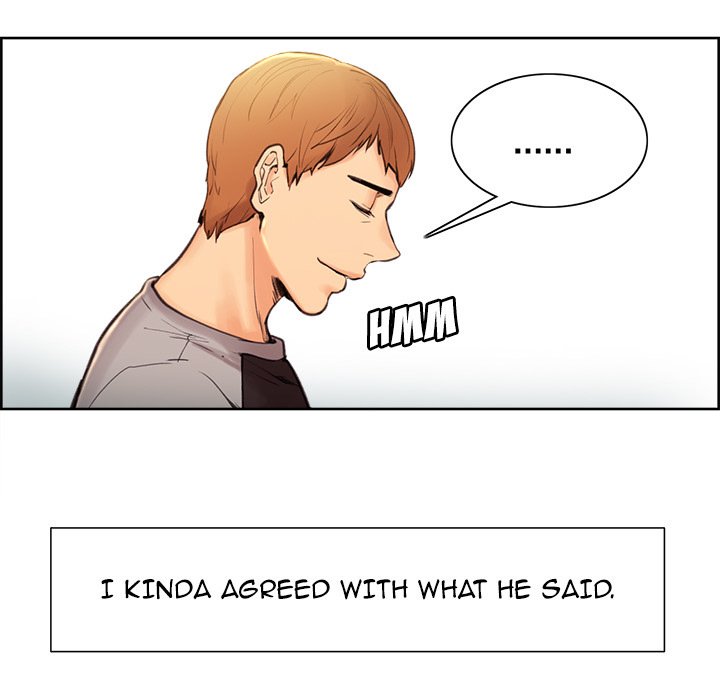 ......
HMM
I KINDA AGREED WITH WHAT HE SAID.